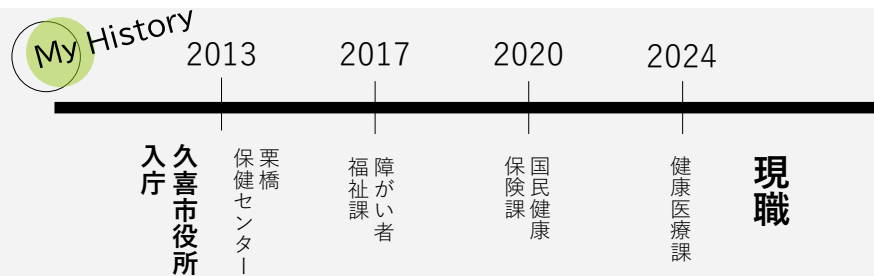 My History
2013
2017
2020
2024
久喜市役所
入庁
栗橋
保健センター
障がい者
福祉課
国民健康
保険課
健康医療課
現職